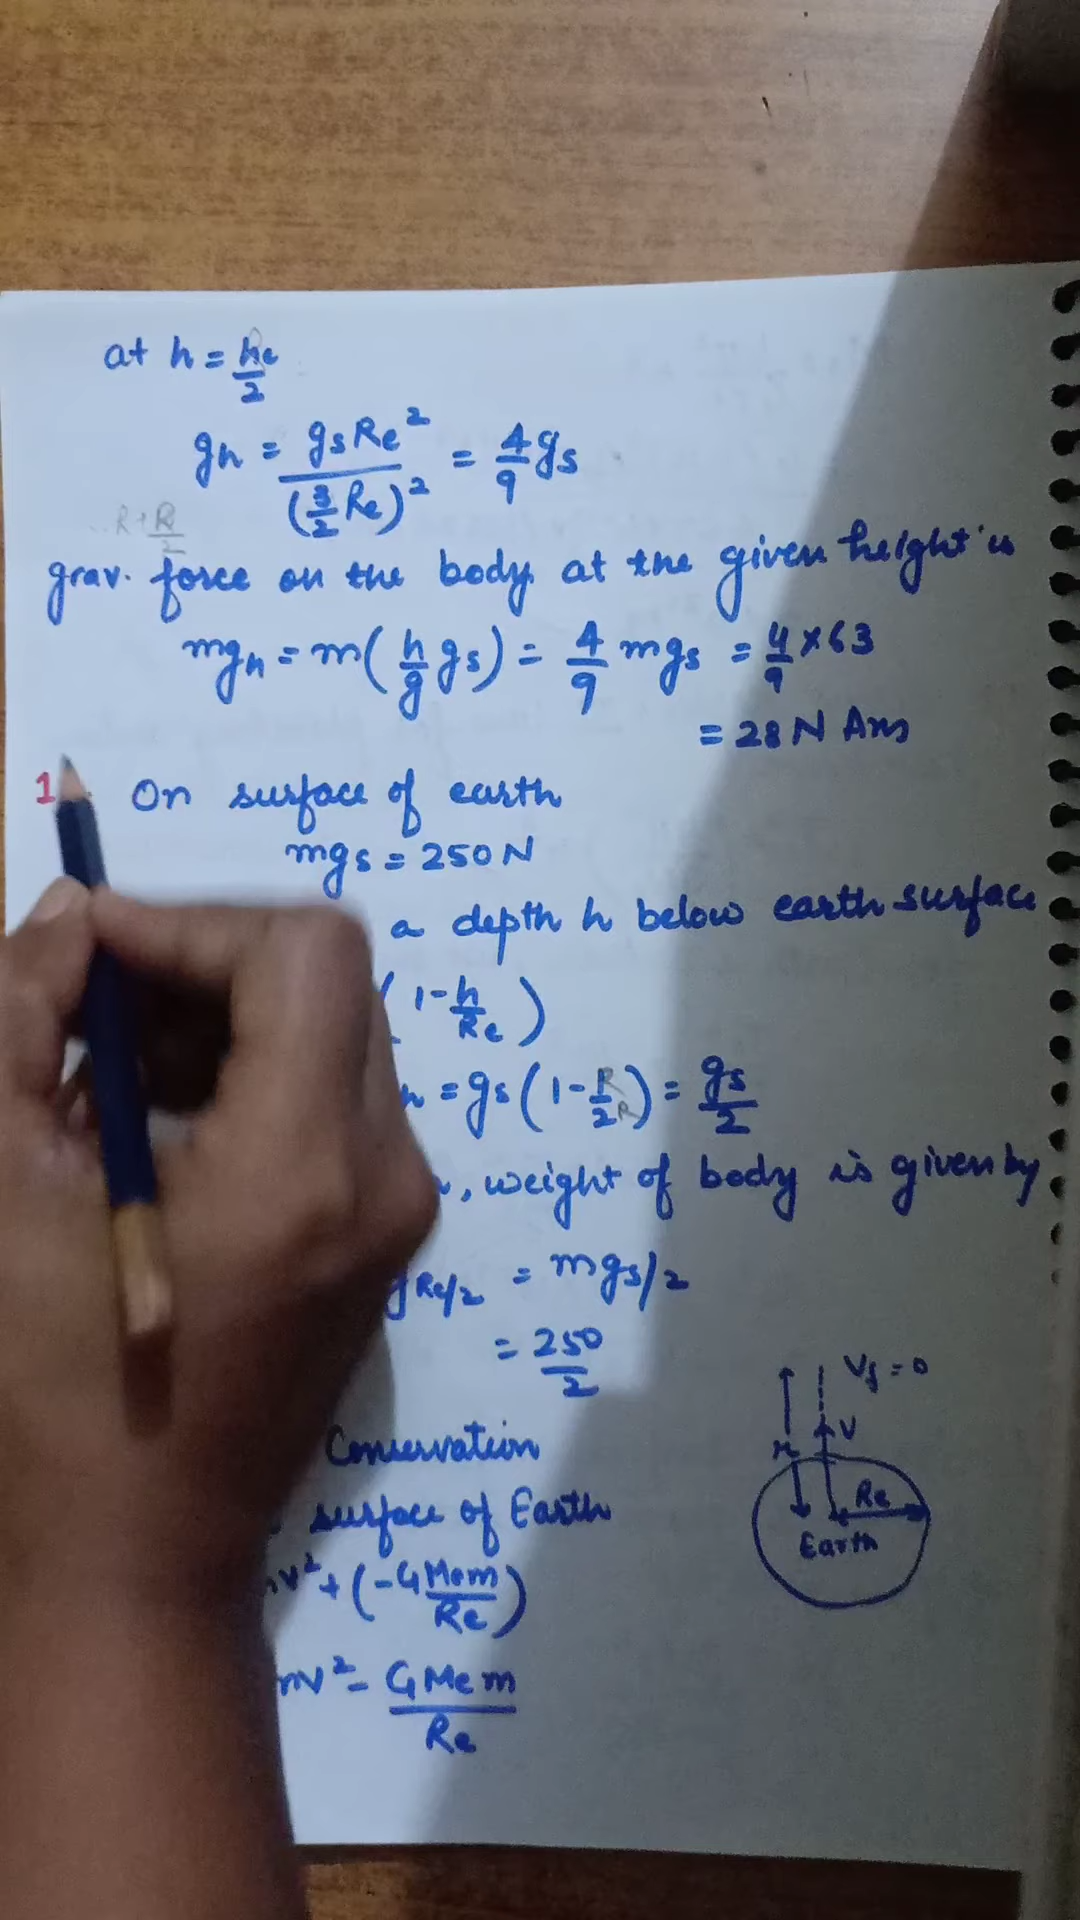 at h = Re/2
gh = gsRe²/(3/2 Re)² = 4/9 gs
R+R/2
grav. force on the body at the given height is
mgh = m(h/g gs) = 4/9 mgs = 4/9 × 63
= 28 N Ans
1 On surface of earth
mgs = 250 N
a depth h below earth surface
(1-h/Re)
= gs(1-R/2R) = gs/2
, weight of body is given by
gRe/2 = mgs/2
= 250/2
Vf = 0
V
Conservation
Re
surface of Earth
Earth
mv² + (-GMem/Re)
mv² - GMem/Re